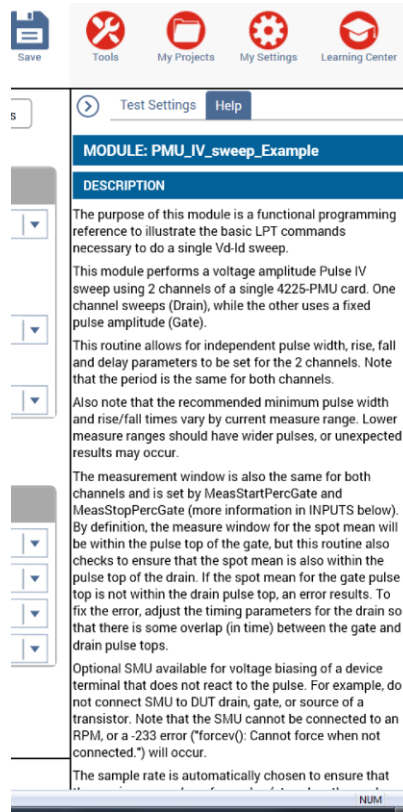 Save
Tools
My Projects
My Settings
Learning Center
s
Test Settings
Help
MODULE: PMU_IV_sweep_Example
DESCRIPTION
The purpose of this module is a functional programming
reference to illustrate the basic LPT commands
necessary to do a single Vd-Id sweep.
This module performs a voltage amplitude Pulse IV
sweep using 2 channels of a single 4225-PMU card. One
channel sweeps (Drain), while the other uses a fixed
pulse amplitude (Gate).
This routine allows for independent pulse width, rise, fall
and delay parameters to be set for the 2 channels. Note
that the period is the same for both channels.
Also note that the recommended minimum pulse width
and rise/fall times vary by current measure range. Lower
measure ranges should have wider pulses, or unexpected
results may occur.
The measurement window is also the same for both
channels and is set by MeasStartPercGate and
MeasStopPercGate (more information in INPUTS below).
By definition, the measure window for the spot mean will
be within the pulse top of the gate, but this routine also
checks to ensure that the spot mean is also within the
pulse top of the drain. If the spot mean for the gate pulse
top is not within the drain pulse top, an error results. To
fix the error, adjust the timing parameters for the drain so
that there is some overlap (in time) between the gate and
drain pulse tops.
Optional SMU available for voltage biasing of a device
terminal that does not react to the pulse. For example, do
not connect SMU to DUT drain, gate, or source of a
transistor. Note that the SMU cannot be connected to an
RPM, or a -233 error ("forcev(): Cannot force when not
connected.") will occur.
The sample rate is automatically chosen to ensure that
NUM